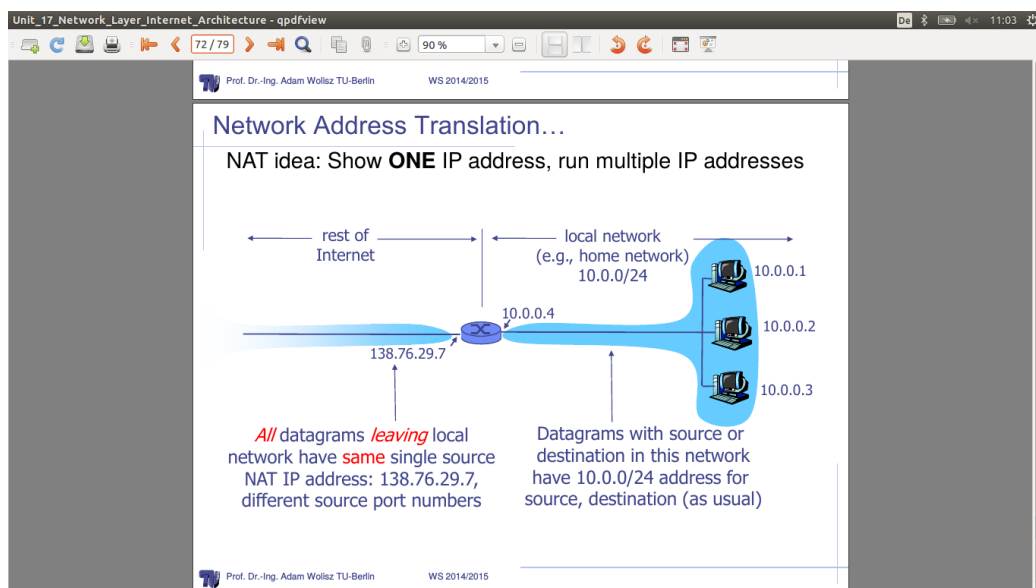 Unit_17_Network_Layer_Internet_Architecture - qpdfview
De 11:03
72 / 79 90 %
Prof. Dr.-Ing. Adam Wolisz TU-Berlin WS 2014/2015
Network Address Translation…
NAT idea: Show ONE IP address, run multiple IP addresses
rest of
Internet
local network
(e.g., home network)
10.0.0/24
10.0.0.1
10.0.0.4
10.0.0.2
138.76.29.7
10.0.0.3
All datagrams leaving local
network have same single source
NAT IP address: 138.76.29.7,
different source port numbers
Datagrams with source or
destination in this network
have 10.0.0/24 address for
source, destination (as usual)
Prof. Dr.-Ing. Adam Wolisz TU-Berlin WS 2014/2015